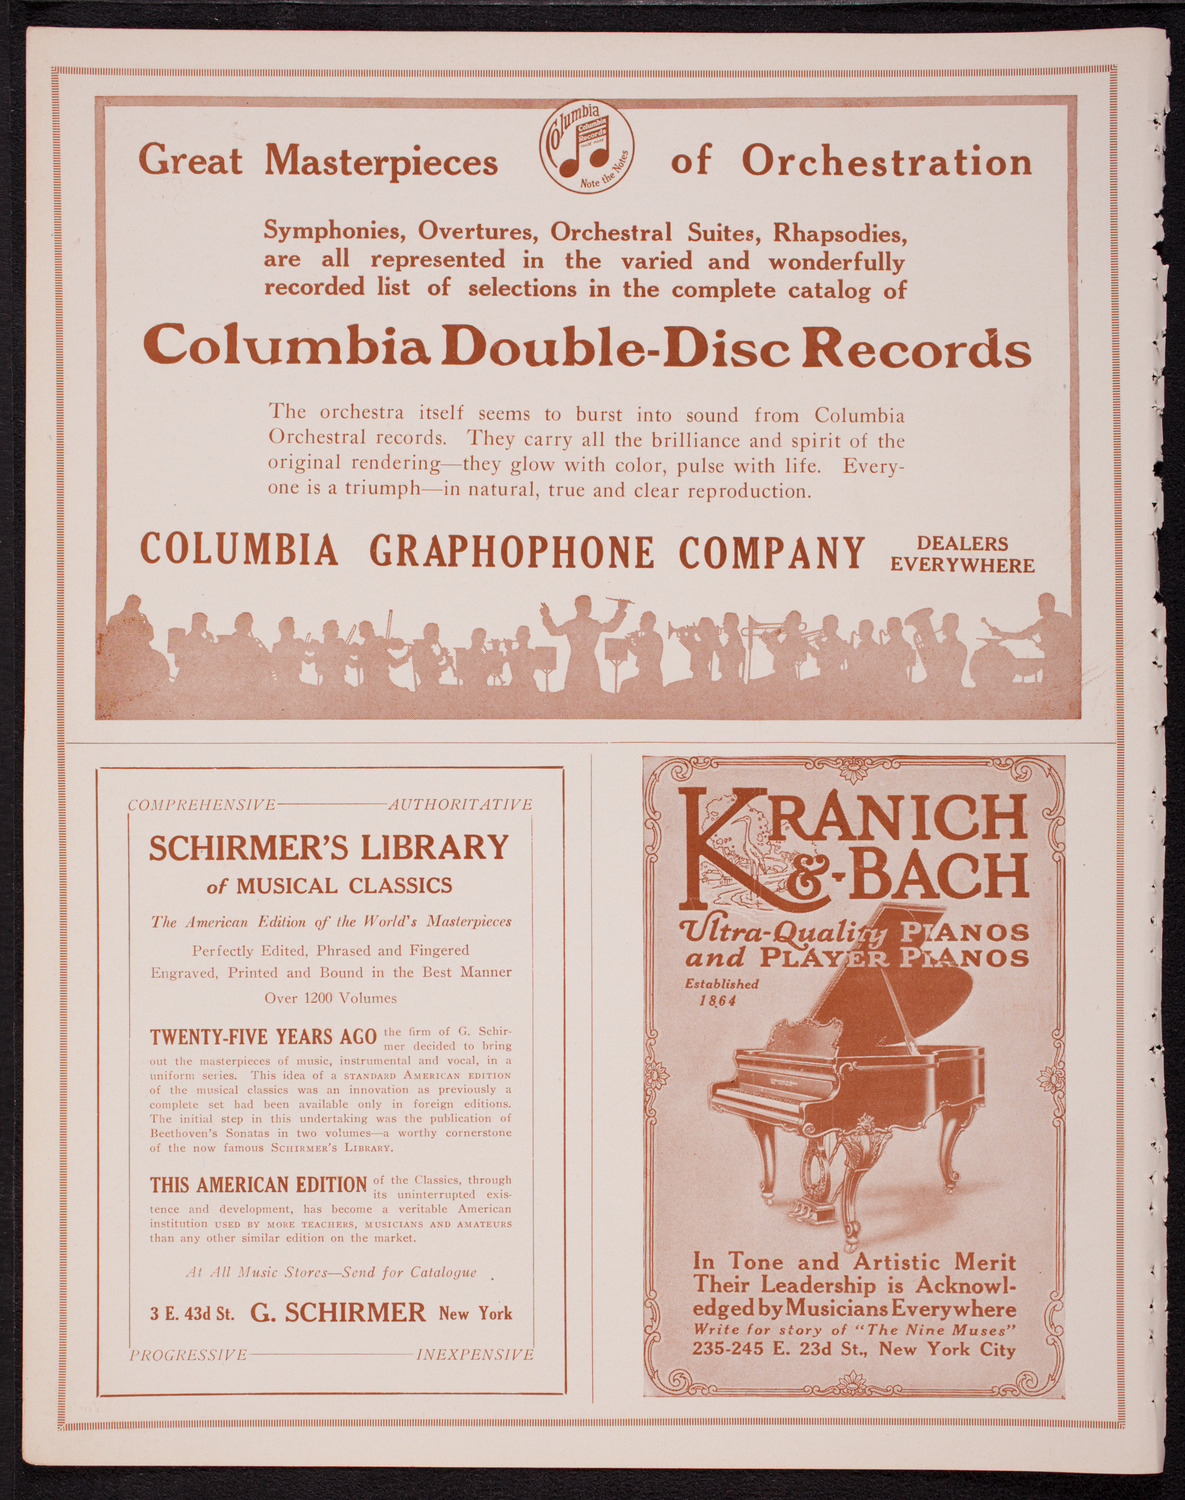 Great Masterpieces of Orchestration
Columbia
Columbia
Records
Note the Notes
Symphonies, Overtures, Orchestral Suites, Rhapsodies,
are all represented in the varied and wonderfully
recorded list of selections in the complete catalog of
Columbia Double-Disc Records
The orchestra itself seems to burst into sound from Columbia
Orchestral records. They carry all the brilliance and spirit of the
original rendering—they glow with color, pulse with life. Every-
one is a triumph—in natural, true and clear reproduction.
COLUMBIA GRAPHOPHONE COMPANY
DEALERS
EVERYWHERE
COMPREHENSIVE AUTHORITATIVE
SCHIRMER'S LIBRARY
of MUSICAL CLASSICS
The American Edition of the World's Masterpieces
Perfectly Edited, Phrased and Fingered
Engraved, Printed and Bound in the Best Manner
Over 1200 Volumes
TWENTY-FIVE YEARS AGO the firm of G. Schir-
mer decided to bring
out the masterpieces of music, instrumental and vocal, in a
uniform series. This idea of a STANDARD AMERICAN EDITION
of the musical classics was an innovation as previously a
complete set had been available only in foreign editions.
The initial step in this undertaking was the publication of
Beethoven's Sonatas in two volumes—a worthy cornerstone
of the now famous SCHIRMER'S LIBRARY.
THIS AMERICAN EDITION of the Classics, through
its uninterrupted exis-
tence and development, has become a veritable American
institution USED BY MORE TEACHERS, MUSICIANS AND AMATEURS
than any other similar edition on the market.
At All Music Stores—Send for Catalogue
3 E. 43d St. G. SCHIRMER New York
PROGRESSIVE INEXPENSIVE
KRANICH
&-BACH
Ultra-Quality PIANOS
and PLAYER PIANOS
Established
1864
In Tone and Artistic Merit
Their Leadership is Acknowl-
edged by Musicians Everywhere
Write for story of "The Nine Muses"
235-245 E. 23d St., New York City